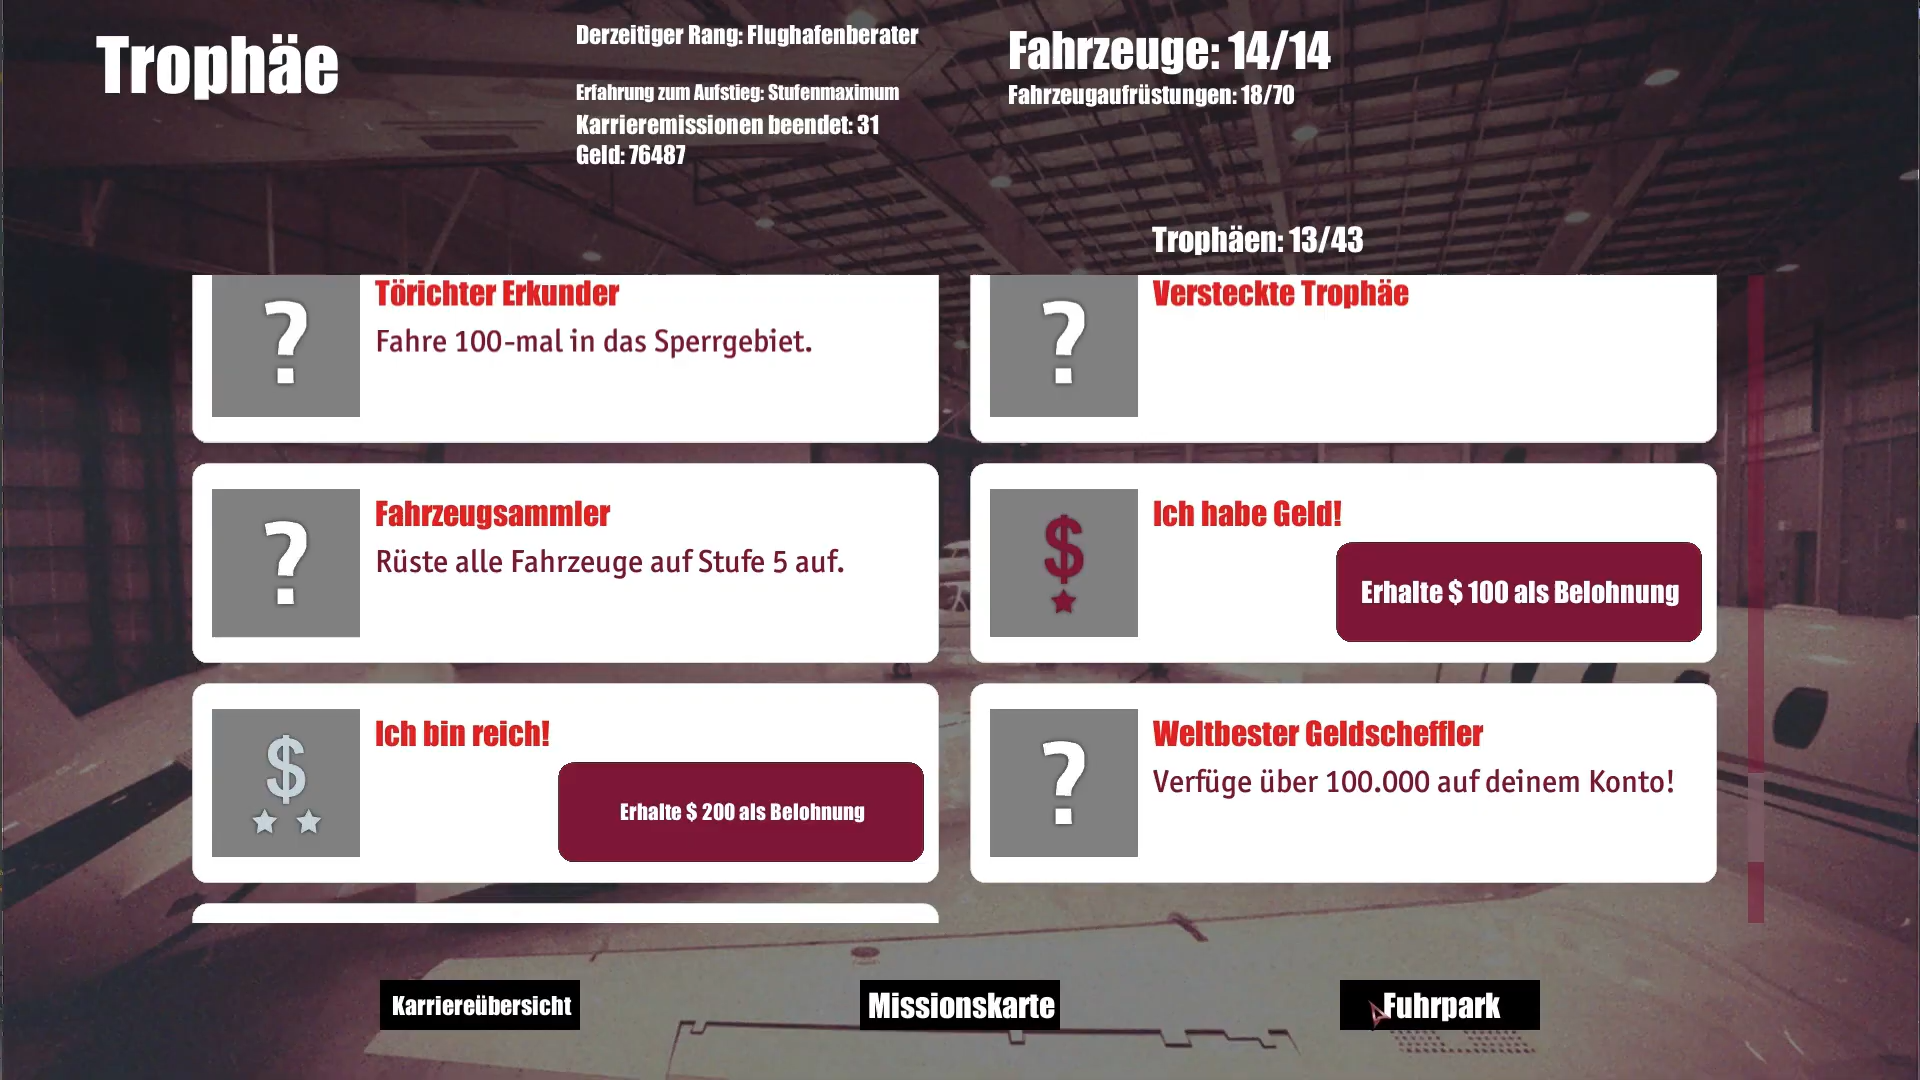 Trophäe
Derzeitiger Rang: Flughafenberater
Erfahrung zum Aufstieg: Stufenmaximum
Karrieremissionen beendet: 31
Geld: 76487
Fahrzeuge: 14/14
Fahrzeugaufrüstungen: 18/70
Trophäen: 13/43
Törichter Erkunder
Fahre 100-mal in das Sperrgebiet.
Versteckte Trophäe
Fahrzeugsammler
Rüste alle Fahrzeuge auf Stufe 5 auf.
Ich habe Geld!
Erhalte $ 100 als Belohnung
Ich bin reich!
Erhalte $ 200 als Belohnung
Weltbester Geldscheffler
Verfüge über 100.000 auf deinem Konto!
Karriereübersicht
Missionskarte
Fuhrpark